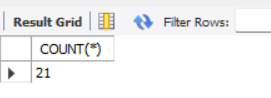 Result Grid Filter Rows:
COUNT(*)
21